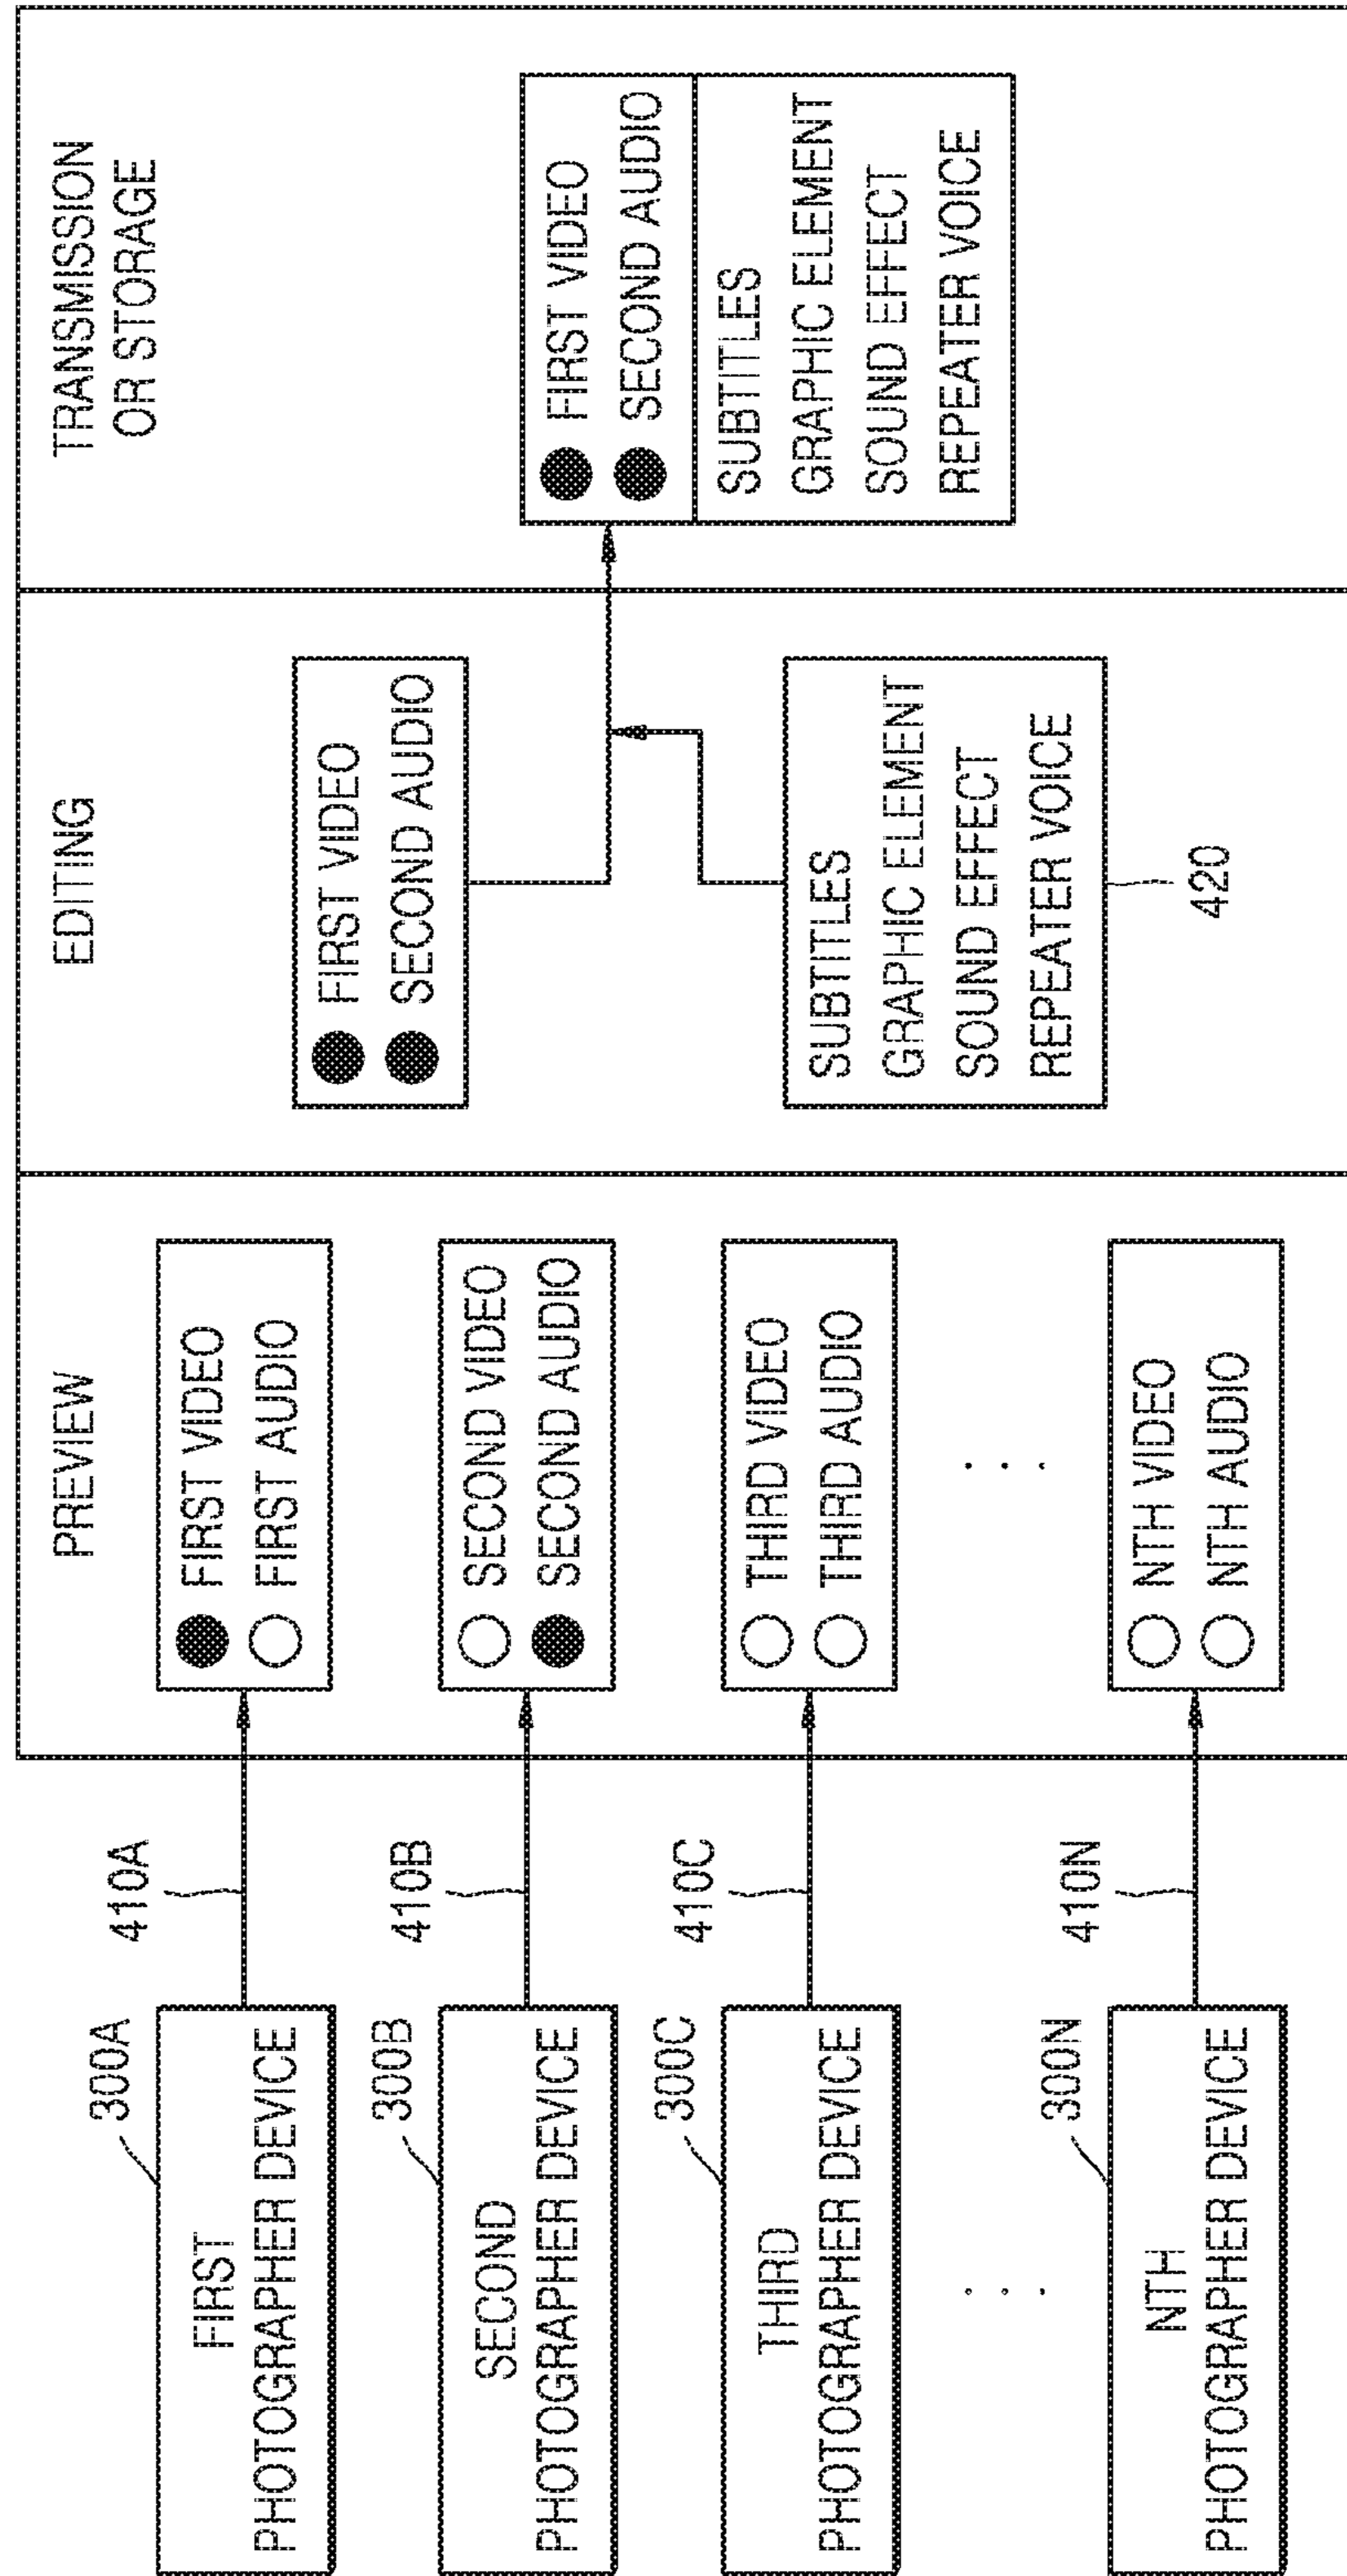 300A
FIRST
PHOTOGRAPHER DEVICE
300B
SECOND
PHOTOGRAPHER DEVICE
300C
THIRD
PHOTOGRAPHER DEVICE
. . .
300N
NTH
PHOTOGRAPHER DEVICE
410A
410B
410C
410N
PREVIEW
FIRST VIDEO
FIRST AUDIO
SECOND VIDEO
SECOND AUDIO
THIRD VIDEO
THIRD AUDIO
. . .
NTH VIDEO
NTH AUDIO
EDITING
FIRST VIDEO
SECOND AUDIO
SUBTITLES
GRAPHIC ELEMENT
SOUND EFFECT
REPEATER VOICE
420
TRANSMISSION
OR STORAGE
FIRST VIDEO
SECOND AUDIO
SUBTITLES
GRAPHIC ELEMENT
SOUND EFFECT
REPEATER VOICE